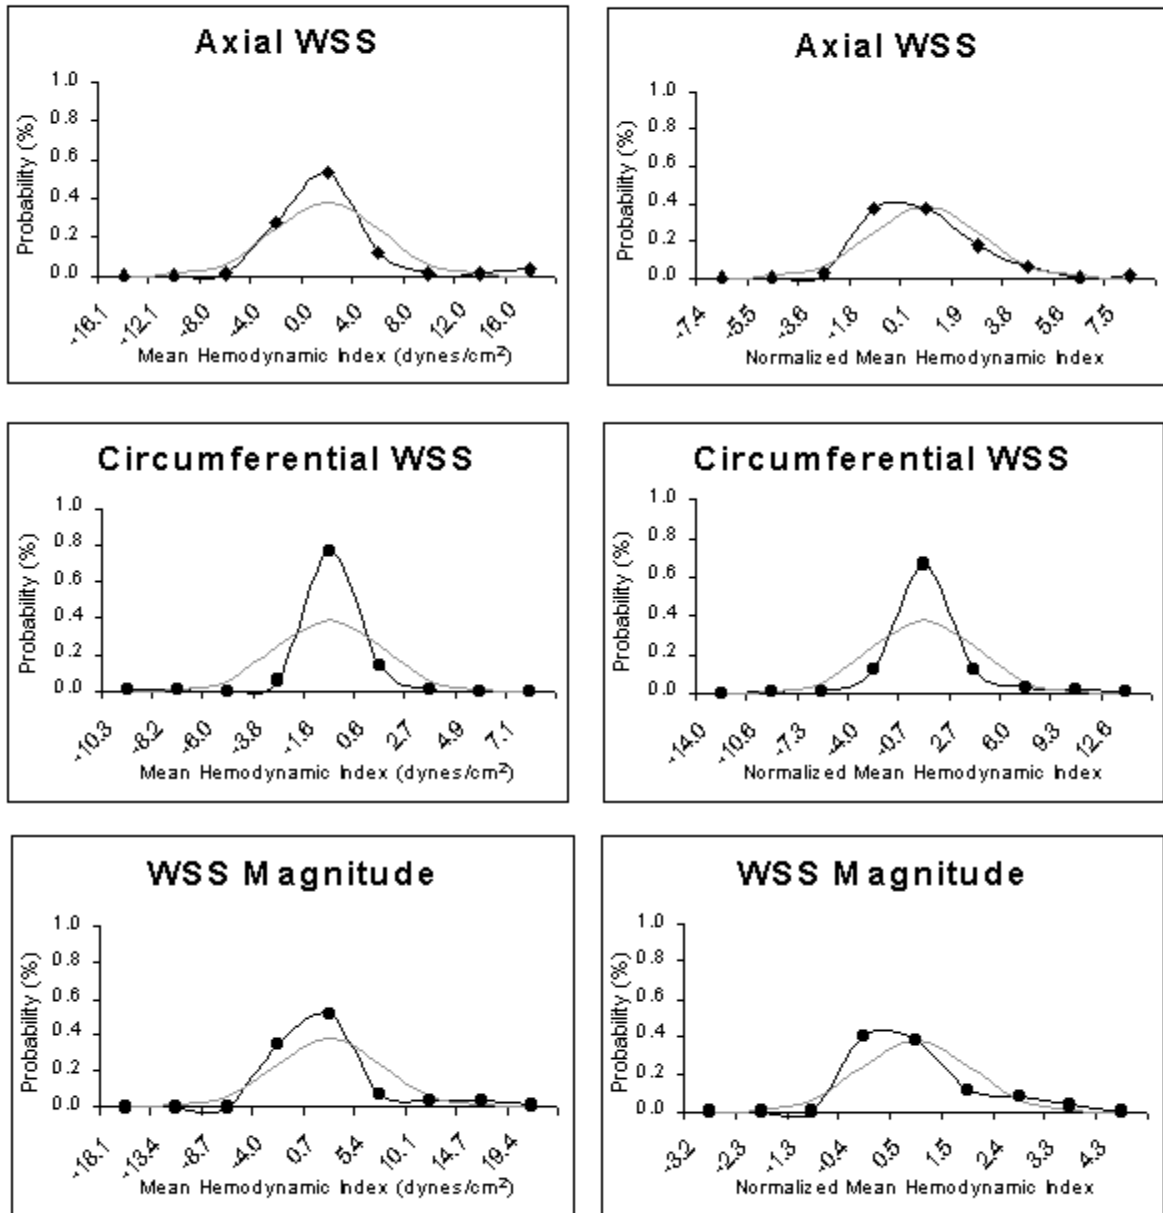 Axial WSS
Probability (%)
1.0
0.8
0.6
0.4
0.2
0.0
-16.1 -12.1 -8.0 -4.0 0.0 4.0 8.0 12.0 16.0
Mean Hemodynamic Index (dynes/cm²)
Axial WSS
Probability (%)
1.0
0.8
0.6
0.4
0.2
0.0
-7.4 -5.5 -3.6 -1.8 0.1 1.9 3.8 5.6 7.5
Normalized Mean Hemodynamic Index
Circumferential WSS
Probability (%)
1.0
0.8
0.6
0.4
0.2
0.0
-10.3 -8.2 -6.0 -3.8 -1.6 0.6 2.7 4.9 7.1
Mean Hemodynamic Index (dynes/cm²)
Circumferential WSS
Probability (%)
1.0
0.8
0.6
0.4
0.2
0.0
-14.0 -10.6 -7.3 -4.0 -0.7 2.7 6.0 9.3 12.6
Normalized Mean Hemodynamic Index
WSS Magnitude
Probability (%)
1.0
0.8
0.6
0.4
0.2
0.0
-18.1 -13.4 -8.7 -4.0 0.7 5.4 10.1 14.7 19.4
Mean Hemodynamic Index (dynes/cm²)
WSS Magnitude
Probability (%)
1.0
0.8
0.6
0.4
0.2
0.0
-3.2 -2.3 -1.3 -0.4 0.5 1.5 2.4 3.3 4.3
Normalized Mean Hemodynamic Index